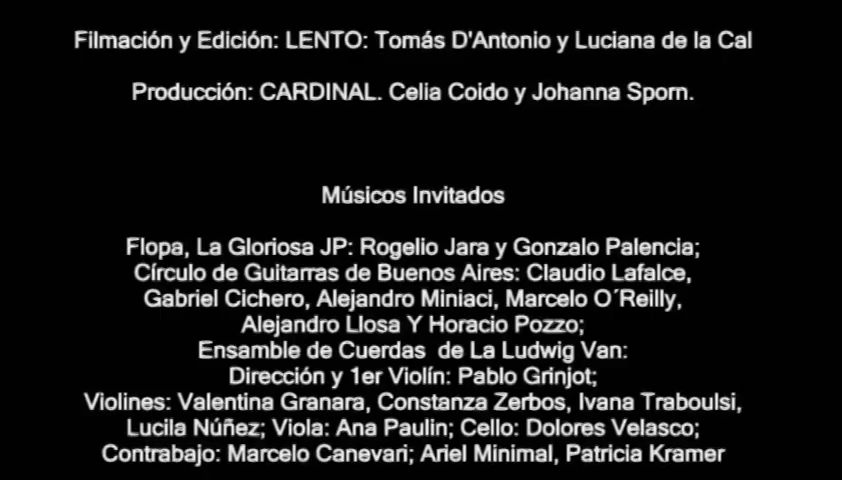 Filmación y Edición: LENTO: Tomás D'Antonio y Luciana de la Cal
Producción: CARDINAL. Celia Coido y Johanna Sporn.
Músicos Invitados
Flopa, La Gloriosa JP: Rogelio Jara y Gonzalo Palencia;
Círculo de Guitarras de Buenos Aires: Claudio Lafalce,
Gabriel Cichero, Alejandro Miniaci, Marcelo O´Reilly,
Alejandro Llosa Y Horacio Pozzo;
Ensamble de Cuerdas  de La Ludwig Van:
Dirección y 1er Violín: Pablo Grinjot;
Violines: Valentina Granara, Constanza Zerbos, Ivana Traboulsi,
Lucila Núñez; Viola: Ana Paulin; Cello: Dolores Velasco;
Contrabajo: Marcelo Canevari; Ariel Minimal, Patricia Kramer